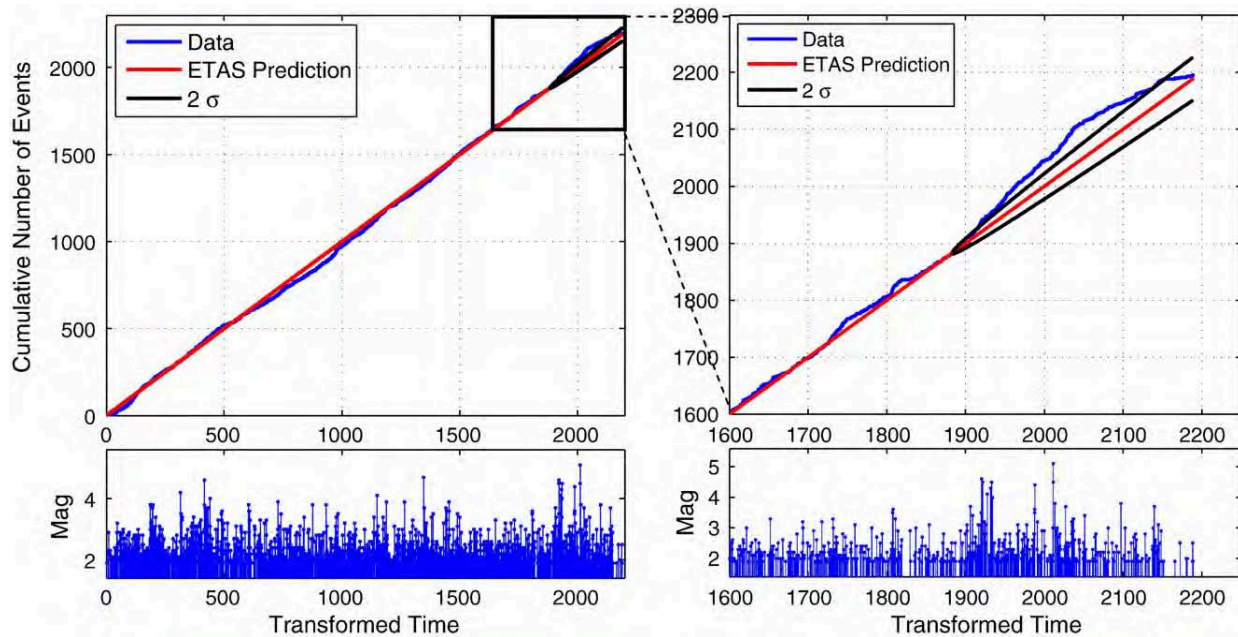 Cumulative Number of Events
2000
1500
1000
500
0
Data
ETAS Prediction
2 σ
0 500 1000 1500 2000
2300
2200
2100
2000
1900
1800
1700
1600
Data
ETAS Prediction
2 σ
1600 1700 1800 1900 2000 2100 2200
Mag
4
2
0 500 1000 1500 2000
Transformed Time
Mag
5
4
3
2
1600 1700 1800 1900 2000 2100 2200
Transformed Time